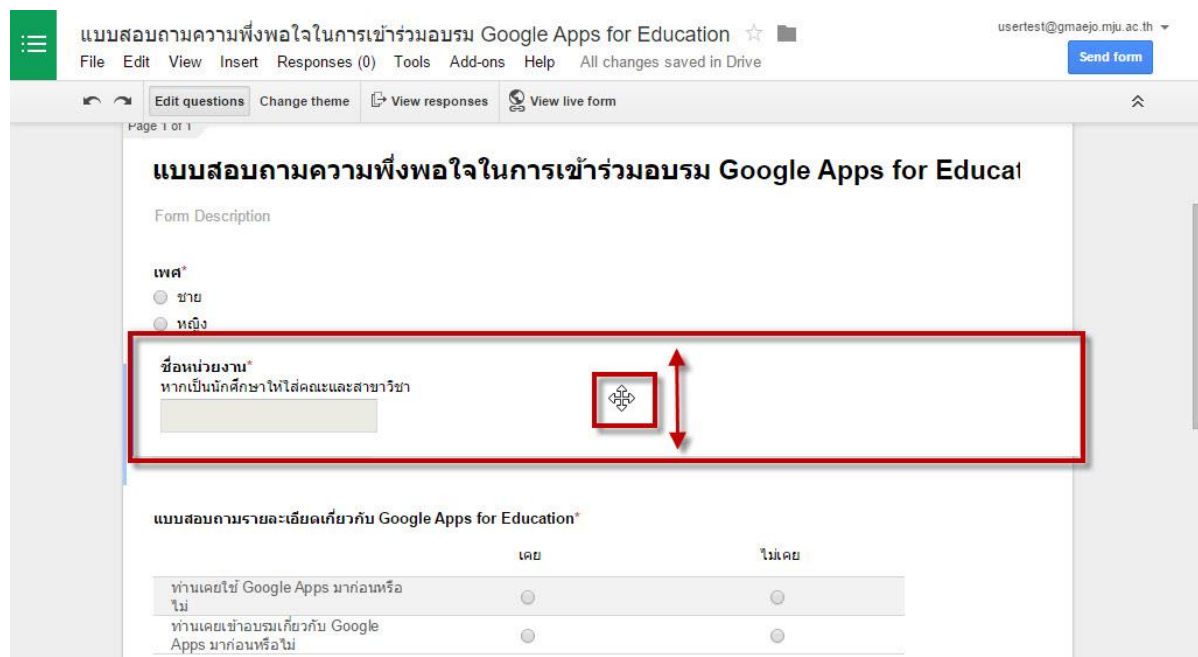 แบบสอบถามความพึ่งพอใจในการเข้าร่วมอบรม Google Apps for Education
usertest@gmaejo.mju.ac.th
File Edit View Insert Responses (0) Tools Add-ons Help All changes saved in Drive
Send form
Edit questions Change theme View responses View live form
Page 1 of 1
แบบสอบถามความพึ่งพอใจในการเข้าร่วมอบรม Google Apps for Educat
Form Description
เพศ*
ชาย
หญิง
ชื่อหน่วยงาน*
หากเป็นนักศึกษาให้ใส่คณะและสาขาวิชา
แบบสอบถามรายละเอียดเกี่ยวกับ Google Apps for Education*
เคย ไม่เคย
ท่านเคยใช้ Google Apps มาก่อนหรือ
ไม่
ท่านเคยเข้าอบรมเกี่ยวกับ Google
Apps มาก่อนหรือไม่